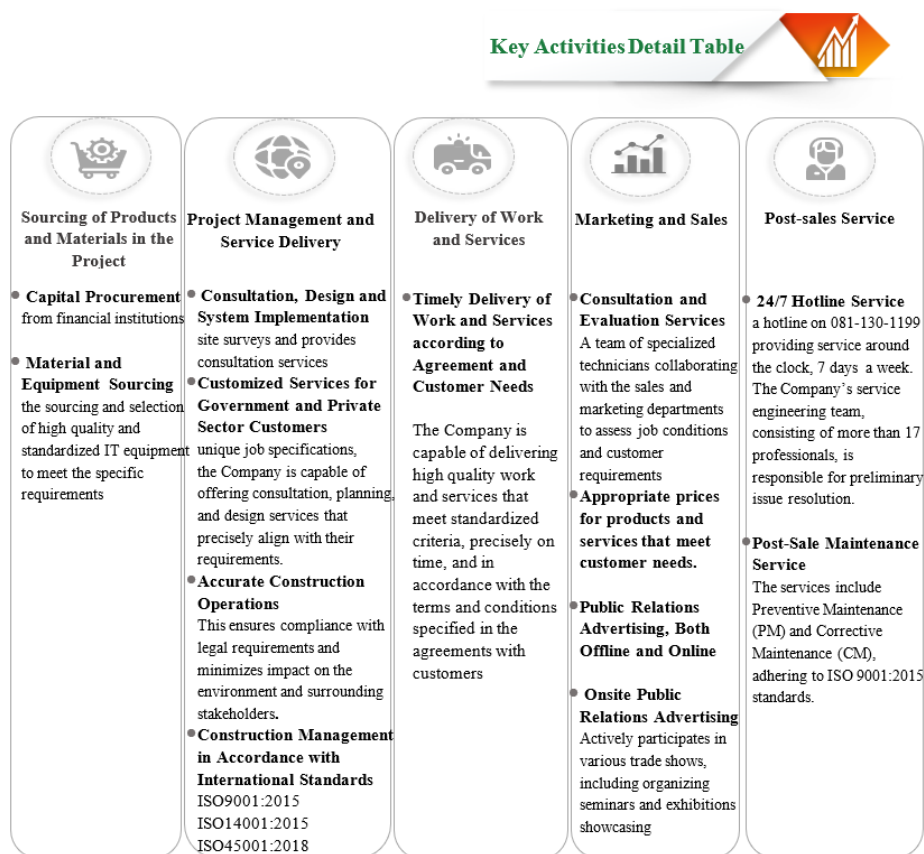 Key Activities Detail Table
Sourcing of Products
and Materials in the
Project
Capital Procurement
from financial institutions
Material and
Equipment Sourcing
the sourcing and selection
of high quality and
standardized IT equipment
to meet the specific
requirements
Project Management and
Service Delivery
Consultation, Design and
System Implementation
site surveys and provides
consultation services
Customized Services for
Government and Private
Sector Customers
unique job specifications,
the Company is capable of
offering consultation, planning,
and design services that
precisely align with their
requirements.
Accurate Construction
Operations
This ensures compliance with
legal requirements and
minimizes impact on the
environment and surrounding
stakeholders.
Construction Management
in Accordance with
International Standards
ISO9001:2015
ISO14001:2015
ISO45001:2018
Delivery of Work
and Services
Timely Delivery of
Work and Services
according to
Agreement and
Customer Needs
The Company is
capable of delivering
high quality work
and services that
meet standardized
criteria, precisely on
time, and in
accordance with the
terms and conditions
specified in the
agreements with
customers
Marketing and Sales
Consultation and
Evaluation Services
A team of specialized
technicians collaborating
with the sales and
marketing departments
to assess job conditions
and customer
requirements
Appropriate prices
for products and
services that meet
customer needs.
Public Relations
Advertising, Both
Offline and Online
Onsite Public
Relations Advertising
Actively participates in
various trade shows,
including organizing
seminars and exhibitions
showcasing
Post-sales Service
24/7 Hotline Service
a hotline on 081-130-1199
providing service around
the clock, 7 days a week.
The Company's service
engineering team,
consisting of more than 17
professionals, is
responsible for preliminary
issue resolution.
Post-Sale Maintenance
Service
The services include
Preventive Maintenance
(PM) and Corrective
Maintenance (CM),
adhering to ISO 9001:2015
standards.